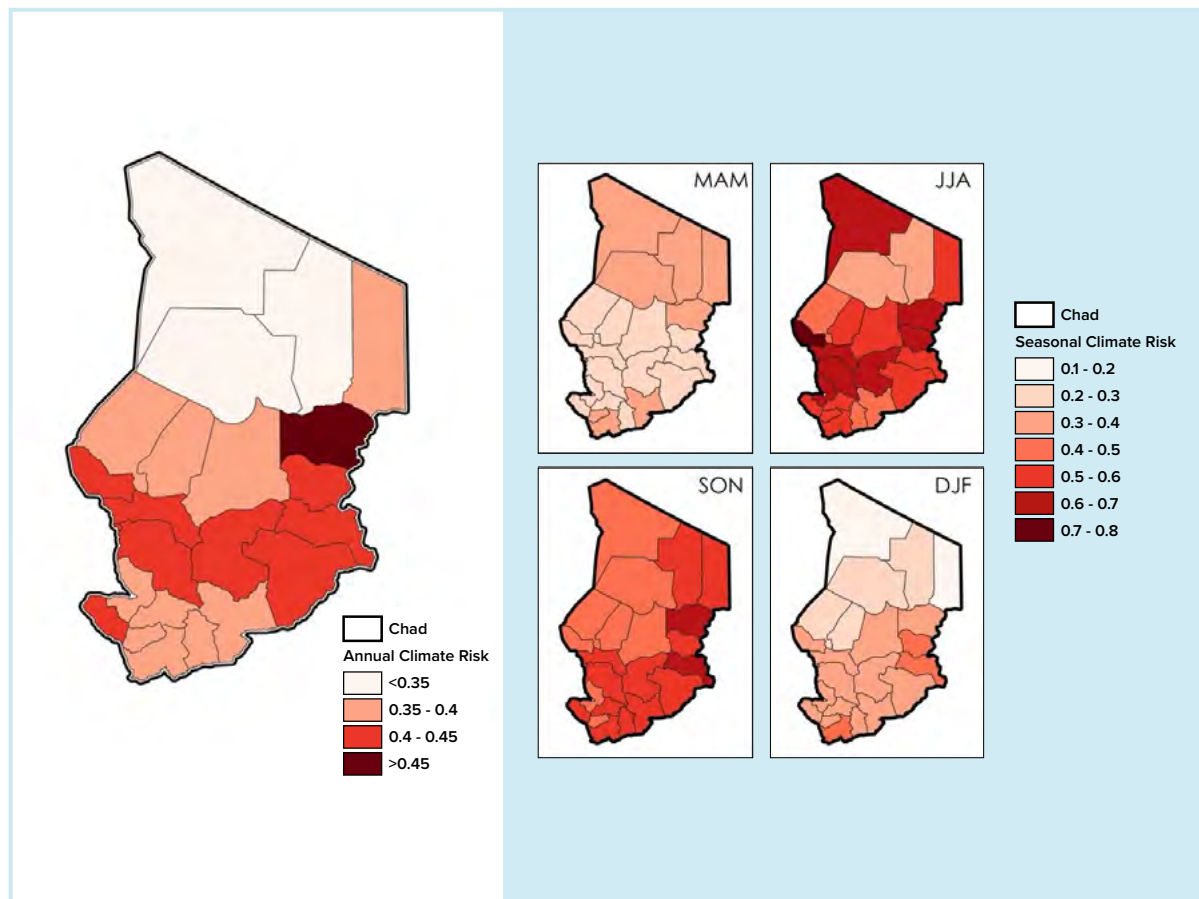 Chad
Annual Climate Risk
<0.35
0.35 - 0.4
0.4 - 0.45
>0.45
MAM
JJA
SON
DJF
Chad
Seasonal Climate Risk
0.1 - 0.2
0.2 - 0.3
0.3 - 0.4
0.4 - 0.5
0.5 - 0.6
0.6 - 0.7
0.7 - 0.8